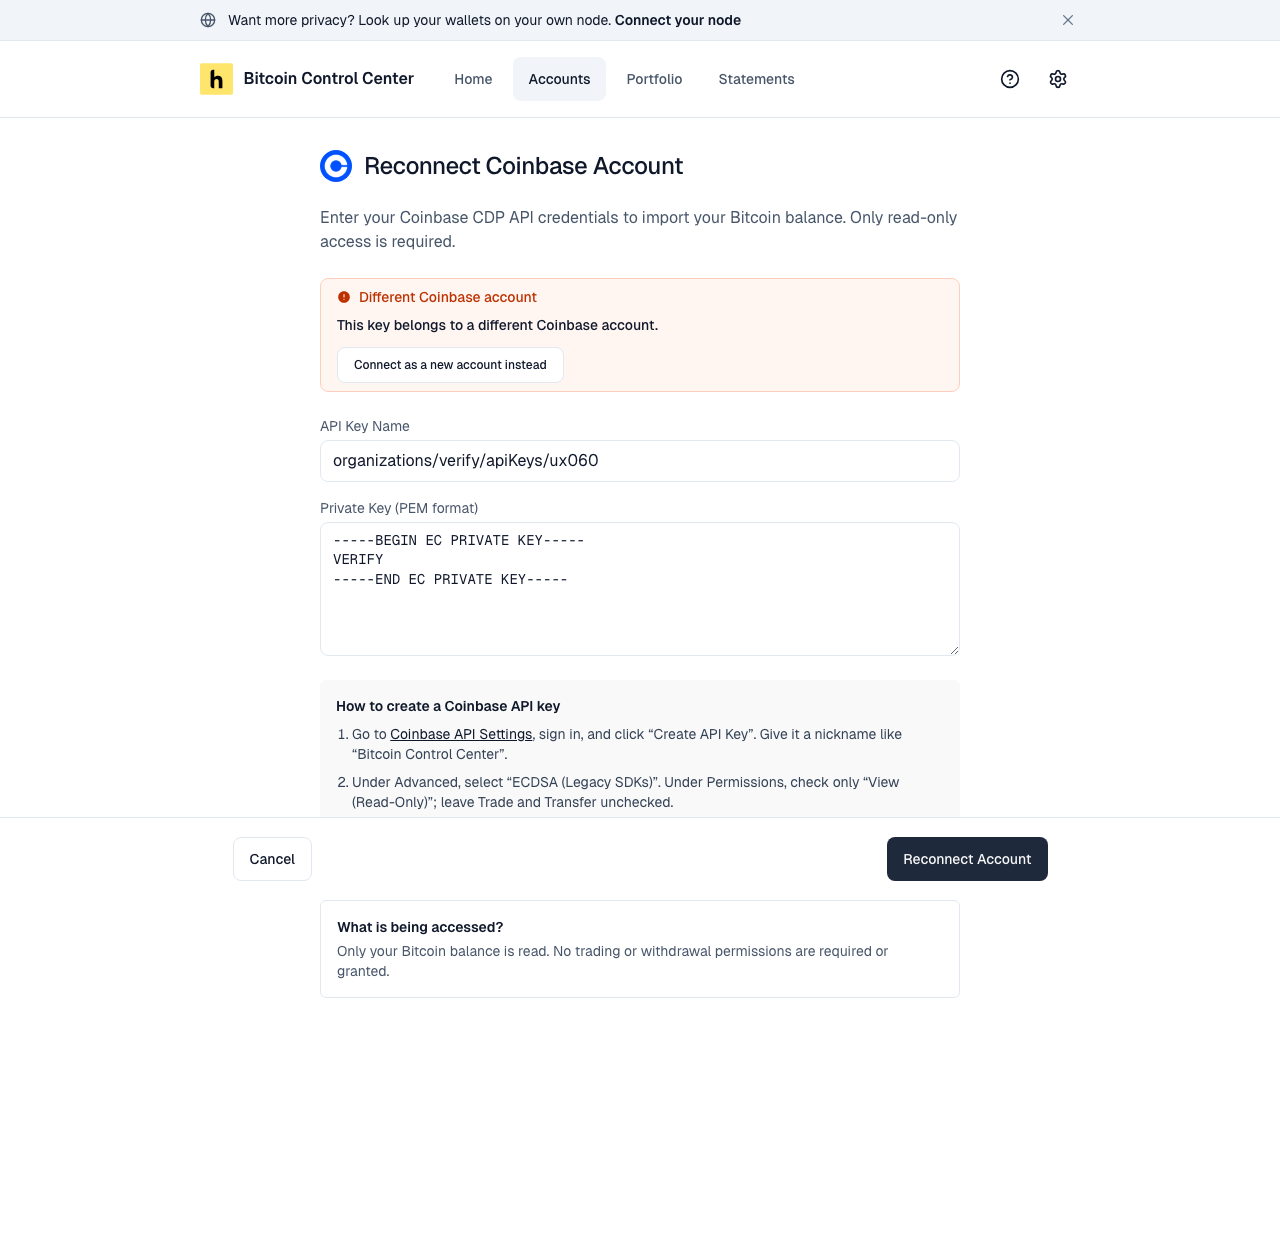 Want more privacy? Look up your wallets on your own node. Connect your node
h Bitcoin Control Center Home Accounts Portfolio Statements
Reconnect Coinbase Account
Enter your Coinbase CDP API credentials to import your Bitcoin balance. Only read-only
access is required.
Different Coinbase account
This key belongs to a different Coinbase account.
Connect as a new account instead
API Key Name
organizations/verify/apiKeys/ux060
Private Key (PEM format)
-----BEGIN EC PRIVATE KEY-----
VERIFY
-----END EC PRIVATE KEY-----
How to create a Coinbase API key
1. Go to Coinbase API Settings, sign in, and click “Create API Key”. Give it a nickname like
“Bitcoin Control Center”.
2. Under Advanced, select “ECDSA (Legacy SDKs)”. Under Permissions, check only “View
(Read-Only)”; leave Trade and Transfer unchecked.
Cancel Reconnect Account
What is being accessed?
Only your Bitcoin balance is read. No trading or withdrawal permissions are required or
granted.